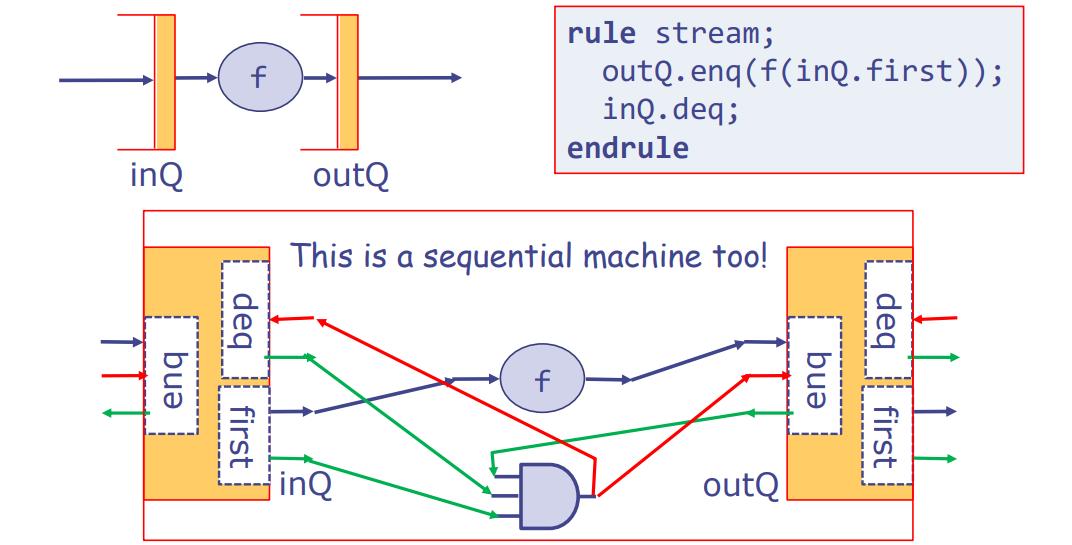 f
inQ
outQ
rule stream;
outQ.enq(f(inQ.first));
inQ.deq;
endrule
This is a sequential machine too!
enq
deq
first
inQ
f
enq
deq
first
outQ